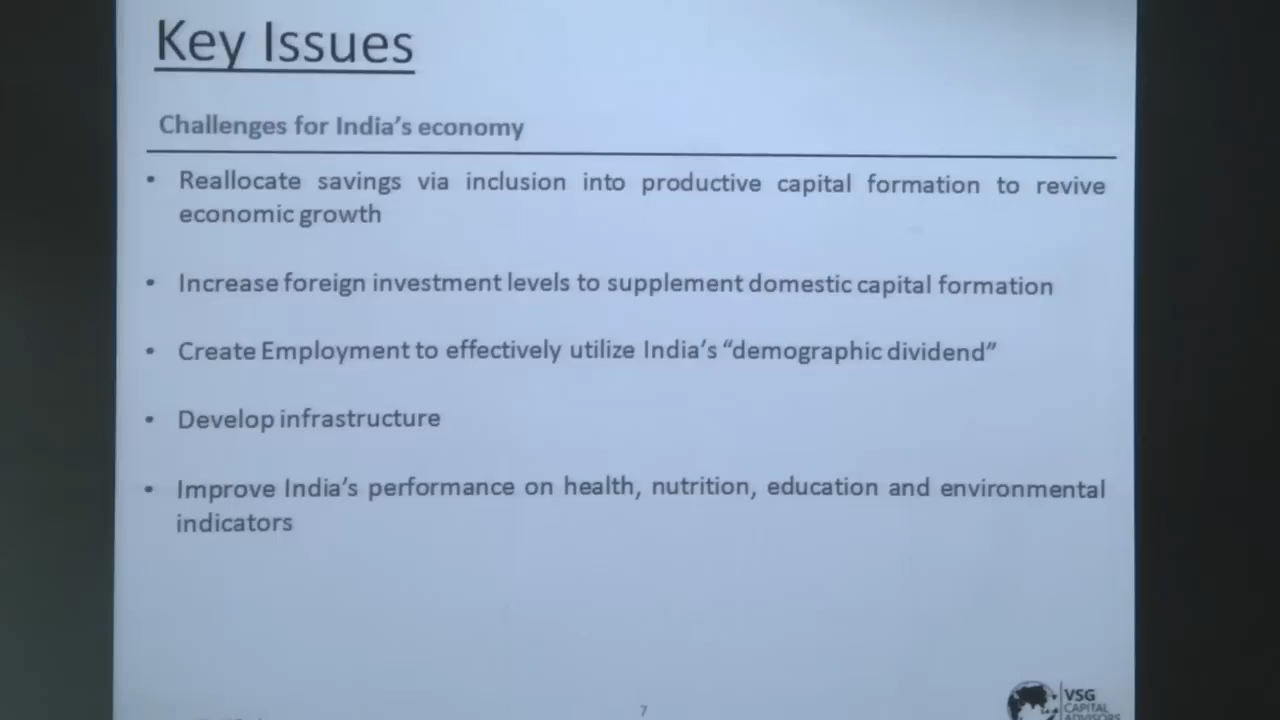 Key Issues
Challenges for India's economy
• Reallocate savings via inclusion into productive capital formation to revive
economic growth
• Increase foreign investment levels to supplement domestic capital formation
• Create Employment to effectively utilize India's “demographic dividend”
• Develop infrastructure
• Improve India's performance on health, nutrition, education and environmental
indicators
7
VSG
CAPITAL
ADVISORS